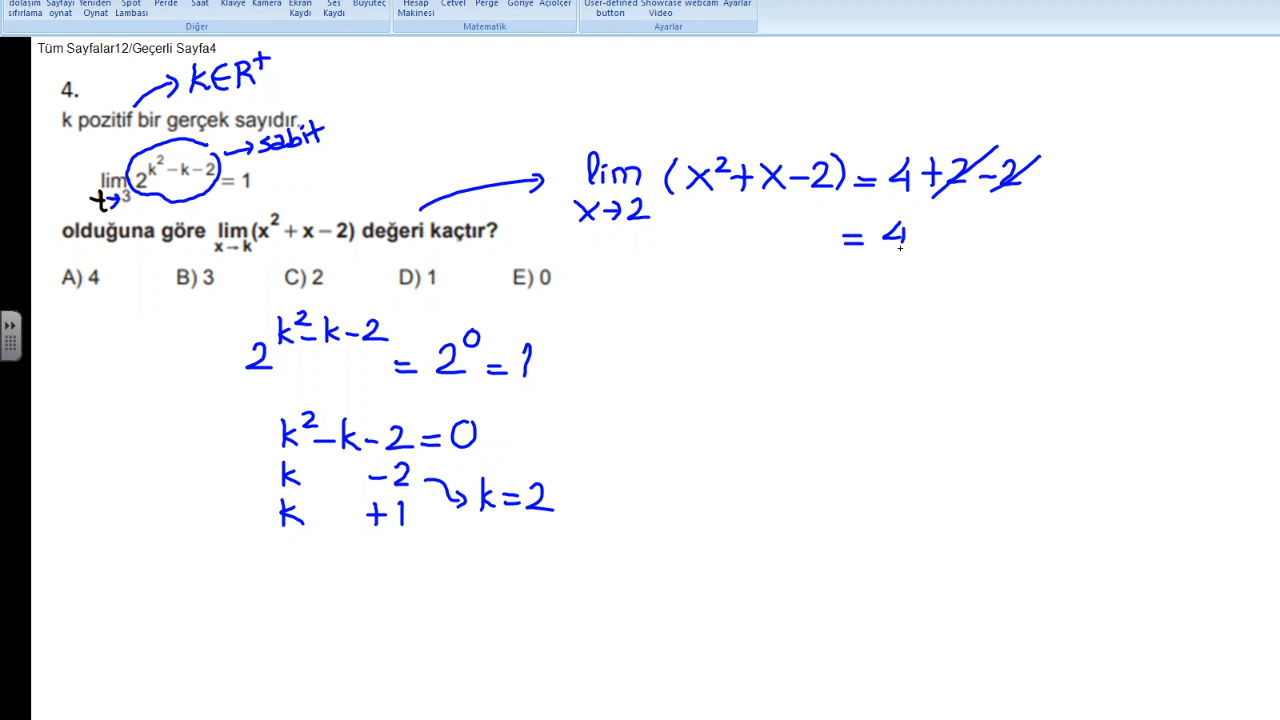 dolaşım Sayfayı Yeniden Spot Perde Saat Klavye Kamera Ekran Ses Büyüteç Hesap Cetvel Perge Gönye Açıölçer User-defined Showcase webcam Ayarlar
sıfırlama oynat Oynat Lambası Kaydı Kaydı Makinesi button Video
Diğer Matematik Ayarlar
Tüm Sayfalar12/Geçerli Sayfa4
k∈R⁺
4.
k pozitif bir gerçek sayıdır.
→sabit
lim 2^(k²−k−2) = 1
t→3
lim (x²+x−2) = 4+2−2
x→2
= 4
olduğuna göre lim (x² + x − 2) değeri kaçtır?
x→k
A) 4 B) 3 C) 2 D) 1 E) 0
2^(k²−k−2) = 2⁰ = 1
k²−k−2=0
k −2
k +1 → k=2